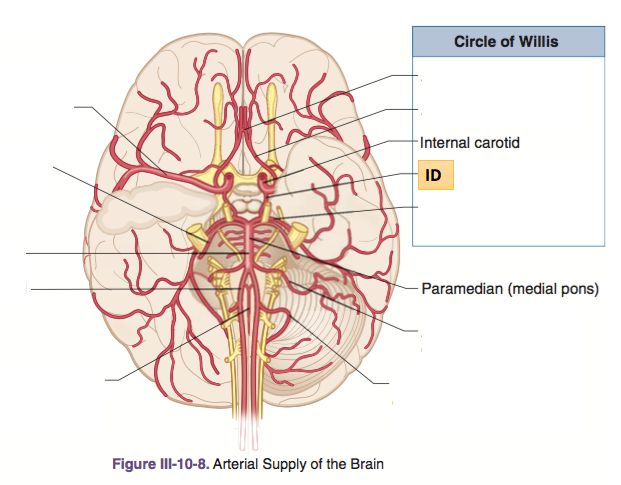 Circle of Willis
Internal carotid
ID
Paramedian (medial pons)
Figure III-10-8. Arterial Supply of the Brain